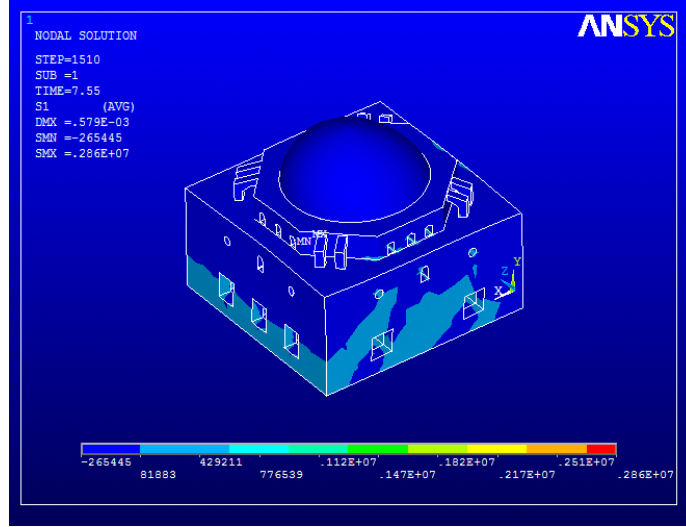 1
ANSYS
NODAL SOLUTION
STEP=1510
SUB =1
TIME=7.55
S1 (AVG)
DMX =.579E-03
SMN =-265445
SMX =.286E+07
MN
MX
Y
Z
X
-265445 429211 .112E+07 .182E+07 .251E+07
81883 776539 .147E+07 .217E+07 .286E+07